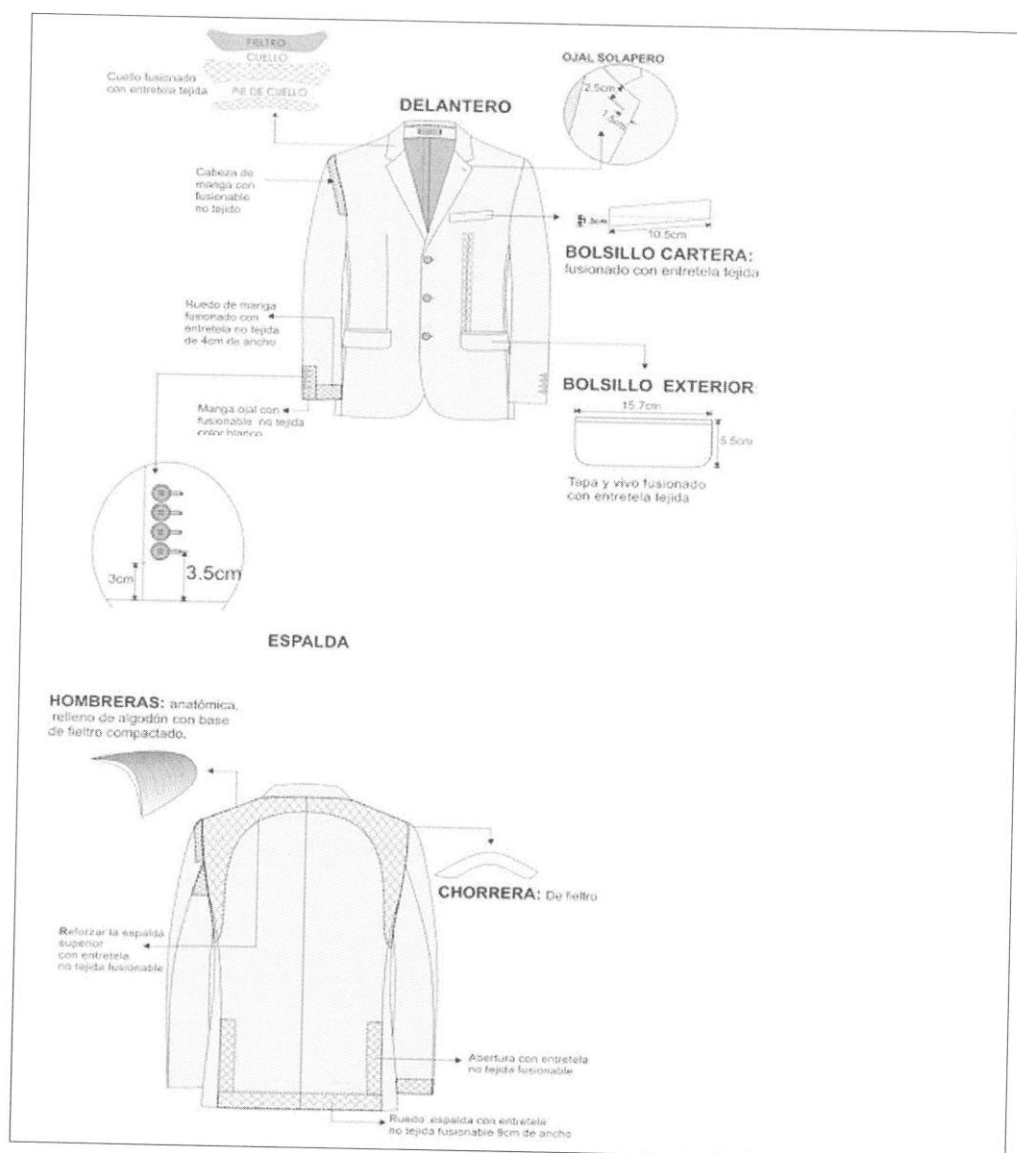 FIELTRO
CUELLO
Cuello fusionado
con entretela tejida
PIE DE CUELLO
OJAL SOLAPERO
2.5cm
1.5cm
DELANTERO
Cabeza de
manga con
fusionable
no tejido
10.5cm
BOLSILLO CARTERA:
fusionado con entretela tejida
Ruedo de manga
fusionado con
entretela no tejida
de 4cm de ancho
BOLSILLO EXTERIOR
15.7cm
5.5cm
Manga ojal con
fusionable no tejida
color blanco
Tapa y vivo fusionado
con entretela tejida
3cm
3.5cm
ESPALDA
HOMBRERAS: anatómica,
relleno de algodón con base
de fieltro compactado.
CHORRERA: De fieltro
Reforzar la espalda
superior
con entretela
no tejida fusionable
Abertura con entretela
no tejida fusionable
Ruedo espalda con entretela
no tejida fusionable 9cm de ancho